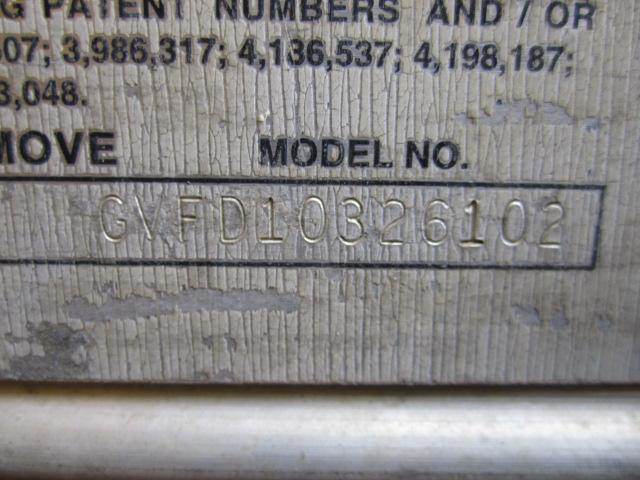 G PATENT NUMBERS AND / OR
507; 3,986,317; 4,136,537; 4,198,187;
3,048.
MOVE MODEL NO.
GVFD10326102